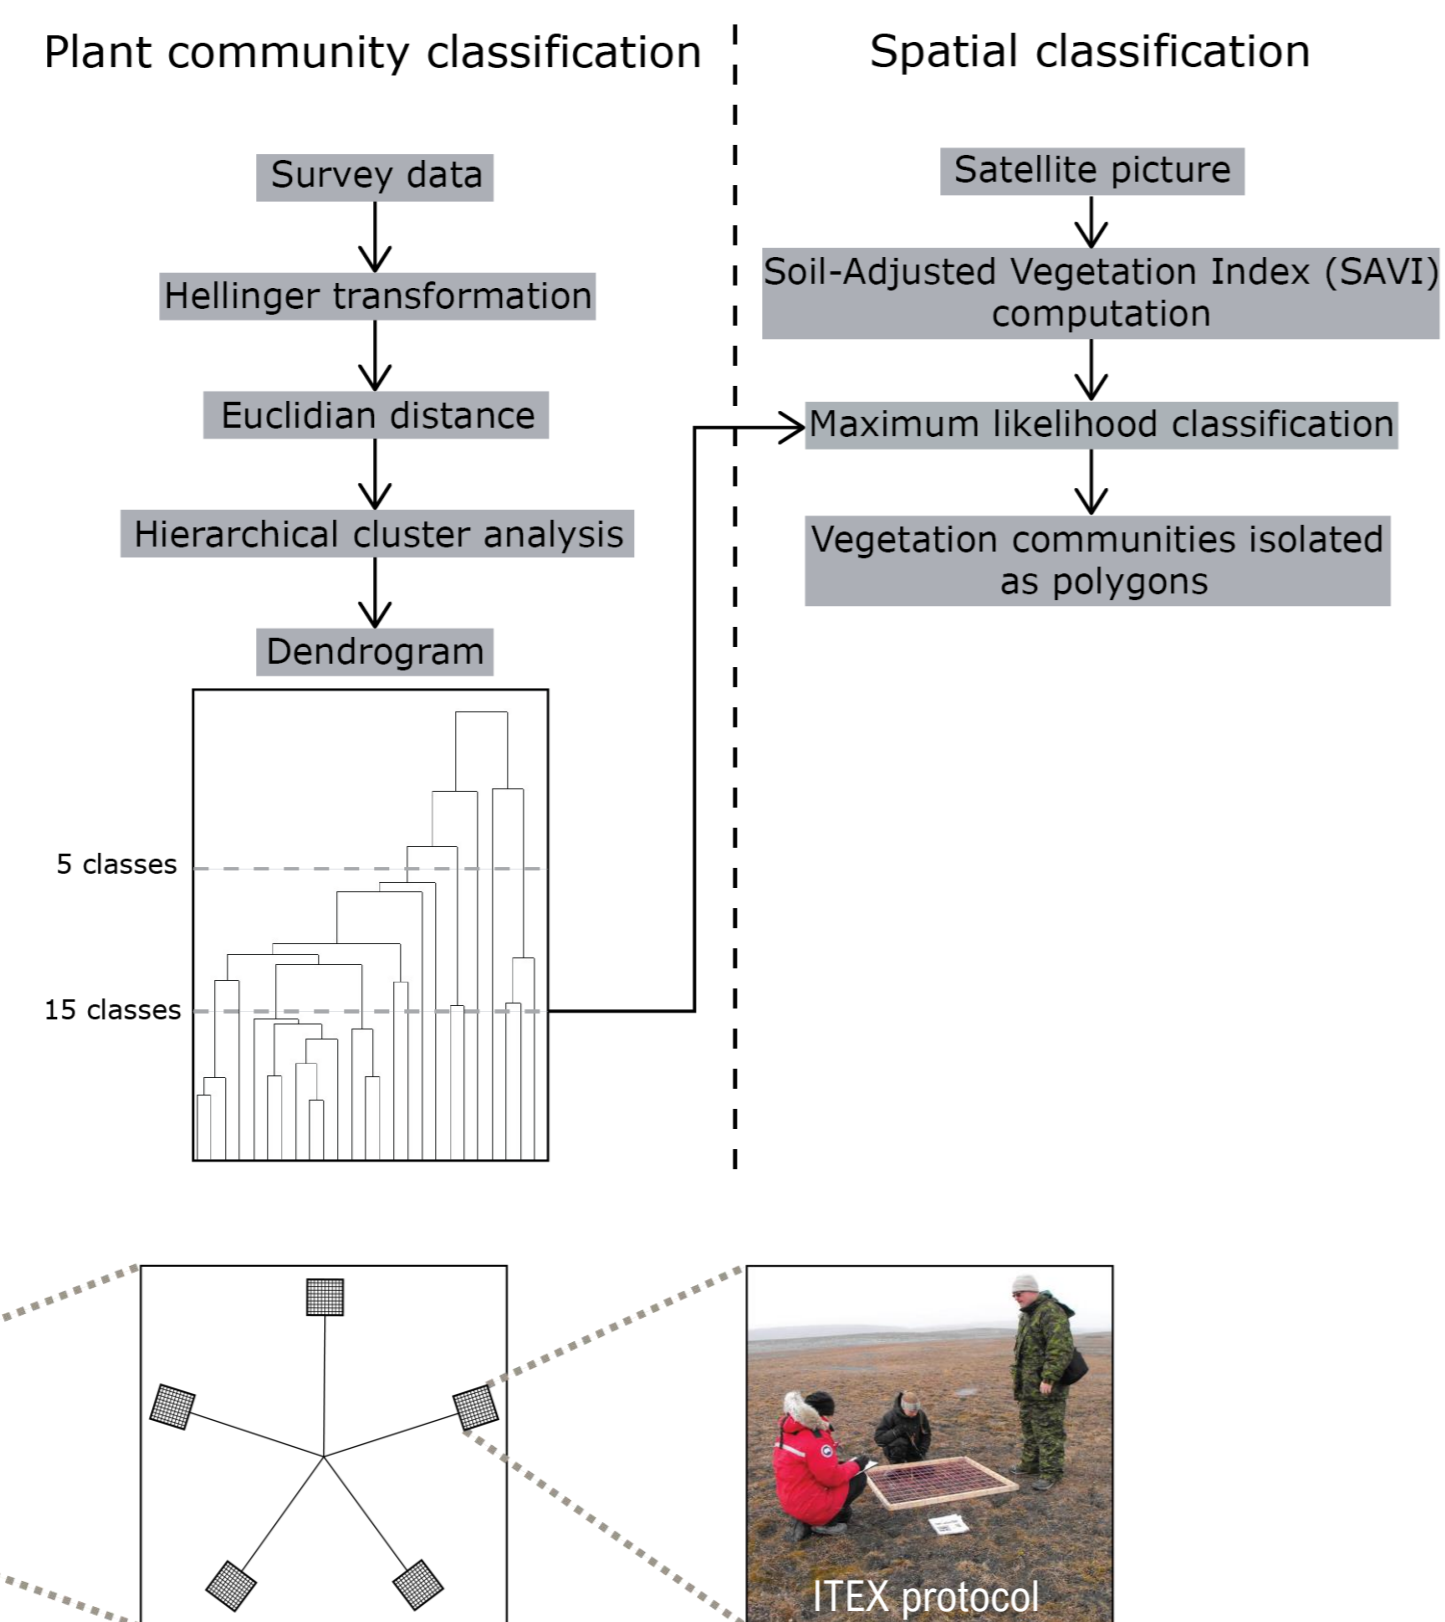 Plant community classification
Survey data
Hellinger transformation
Euclidian distance
Hierarchical cluster analysis
Dendrogram
5 classes
15 classes
Spatial classification
Satellite picture
Soil-Adjusted Vegetation Index (SAVI)
computation
Maximum likelihood classification
Vegetation communities isolated
as polygons
ITEX protocol